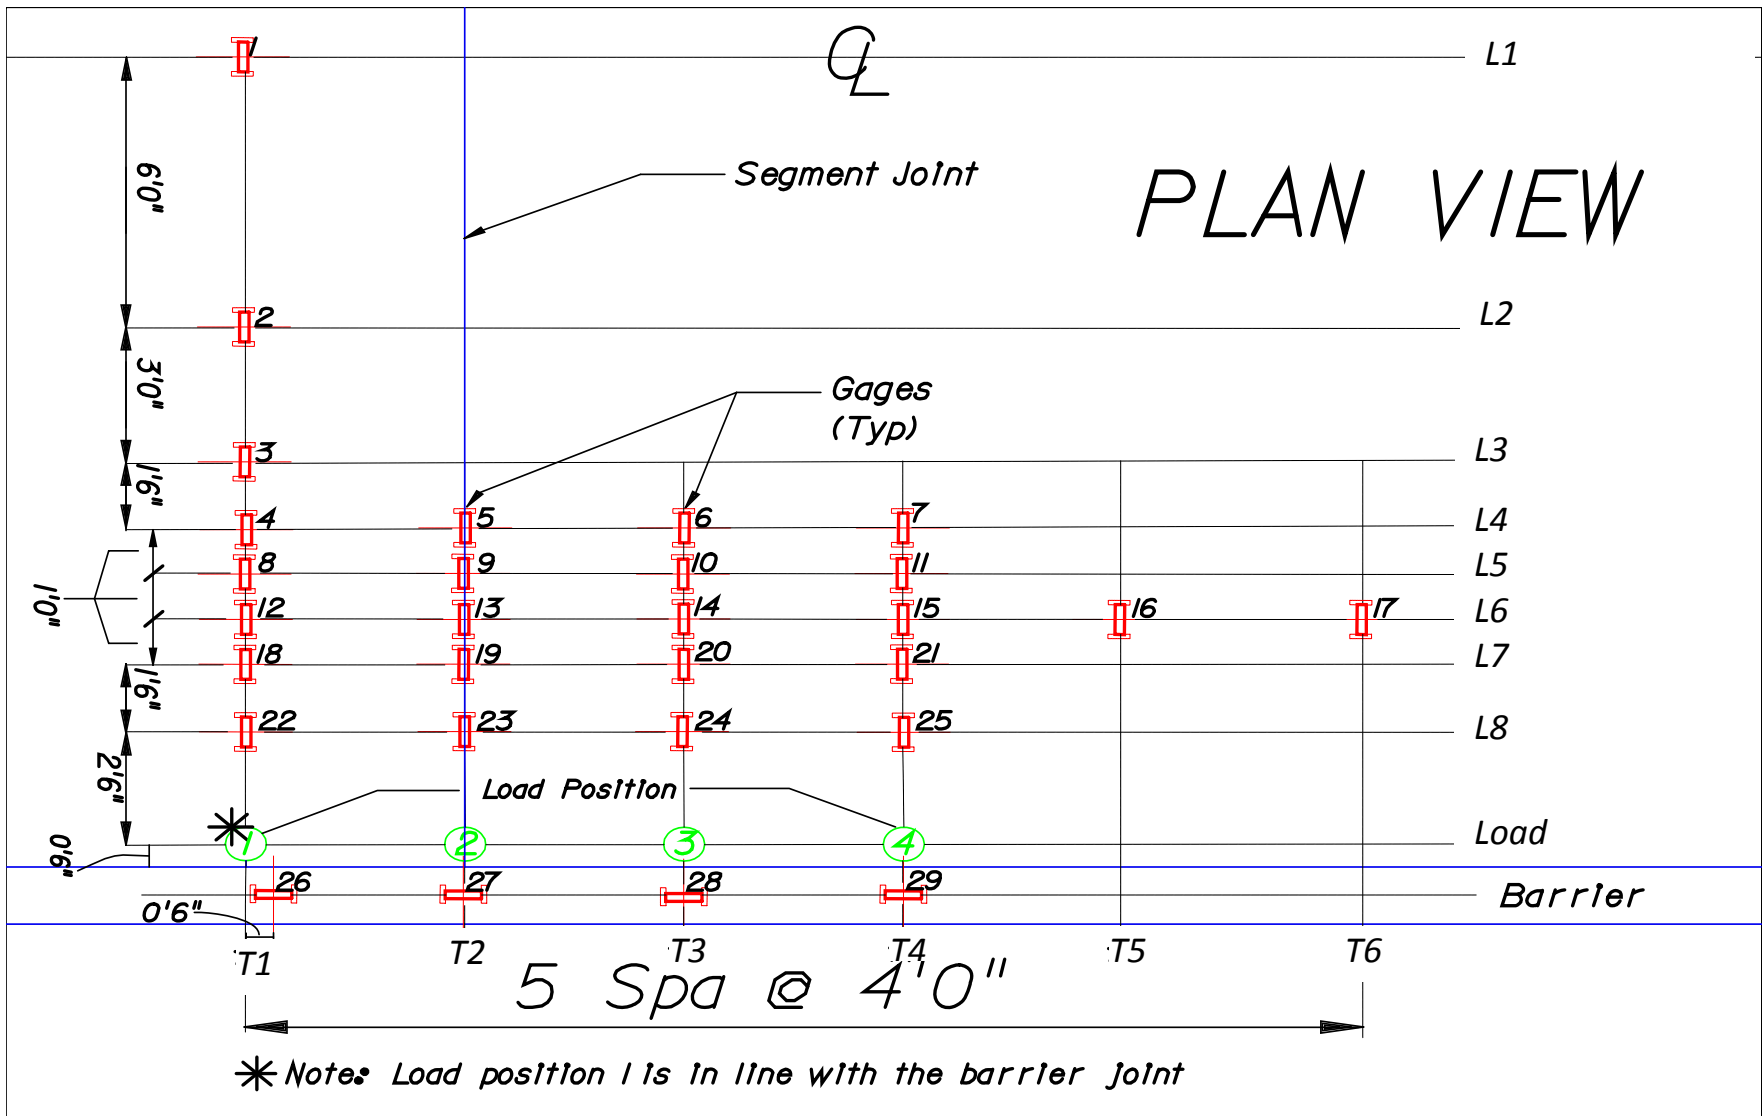 1
CL
L1
6'0"
Segment Joint
PLAN VIEW
2
L2
3'0"
Gages
(Typ)
3
L3
1'6"
4
5
6
7
L4
8
9
10
11
L5
1'0"
12
13
14
15
16
17
L6
18
19
20
21
L7
1'6"
22
23
24
25
L8
2'6"
Load Position
1
2
3
4
Load
0'6"
26
27
28
29
Barrier
0'6"
T1
T2
T3
T4
T5
T6
5 Spa @ 4'0"
* Note: Load position 1 is in line with the barrier joint